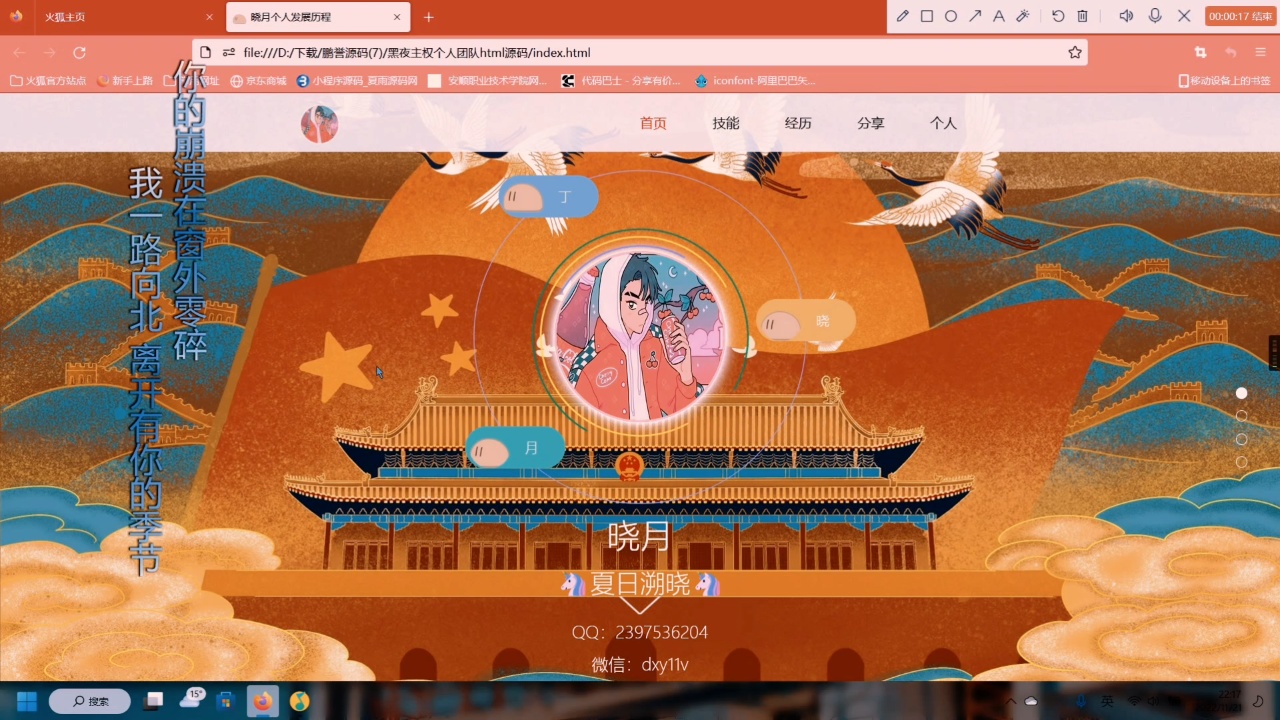 火狐主页
晓月个人发展历程
00:00:17 结束
file:///D:/下载/鹏誉源码(7)/黑夜主权个人团队html源码/index.html
火狐官方站点
新手上路
网址
京东商城
小程序源码_夏雨源码网
安顺职业技术学院网...
代码巴士 - 分享有价...
iconfont-阿里巴巴矢...
移动设备上的书签
首页
技能
经历
分享
个人
你的崩溃在窗外零碎
我一路向北 离开有你的季节
丁
晓
月
晓月
夏日溯晓
QQ：2397536204
微信：dxy11v
搜索
15°
英
22:17